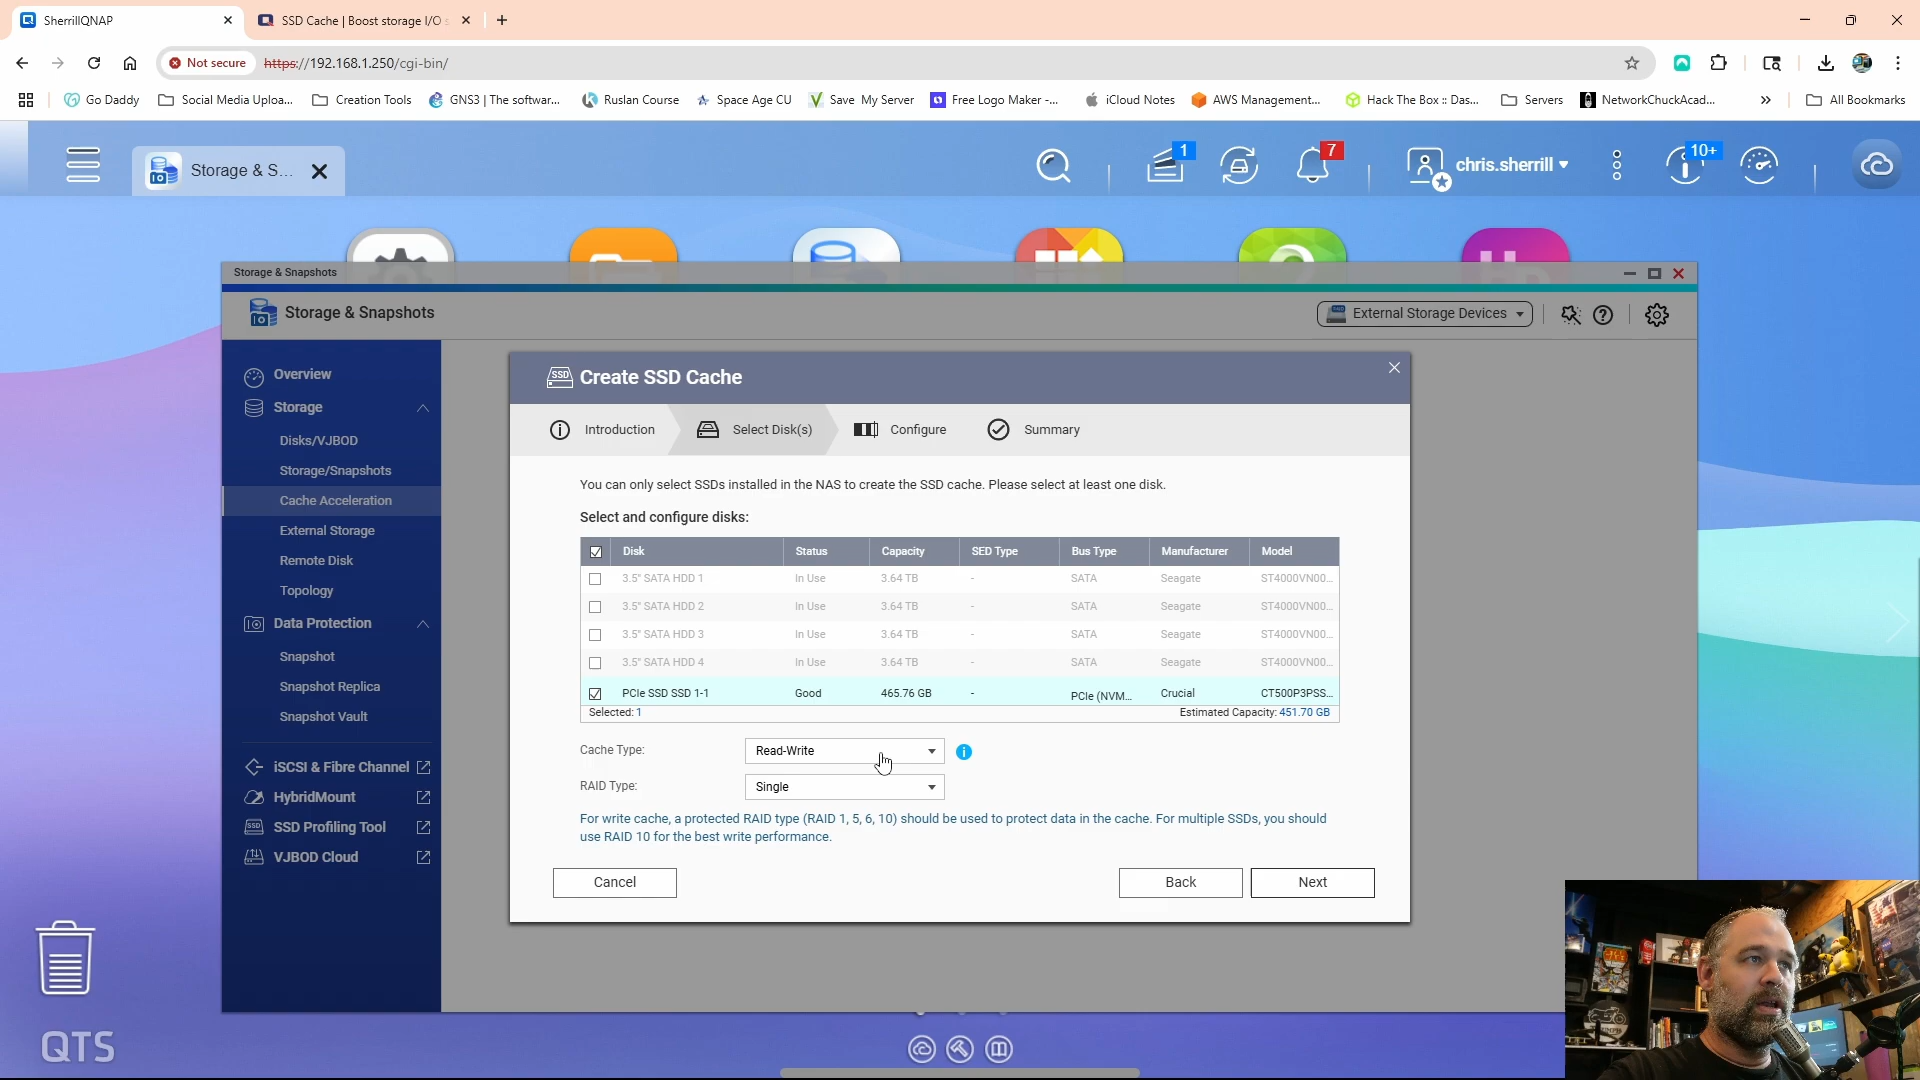 SherrillQNAP
SSD Cache | Boost storage I/O
Not secure
https://192.168.1.250/cgi-bin/
Go Daddy
Social Media Uploa...
Creation Tools
GNS3 | The softwar...
Ruslan Course
Space Age CU
Save My Server
Free Logo Maker -...
iCloud Notes
AWS Management...
Hack The Box :: Das...
Servers
NetworkChuckAcad...
»
All Bookmarks
Storage & S...
1
7
chris.sherrill
10+
Storage & Snapshots
Storage & Snapshots
External Storage Devices
Overview
Storage
Disks/VJBOD
Storage/Snapshots
Cache Acceleration
External Storage
Remote Disk
Topology
Data Protection
Snapshot
Snapshot Replica
Snapshot Vault
iSCSI & Fibre Channel
HybridMount
SSD Profiling Tool
VJBOD Cloud
SSD Create SSD Cache
Introduction
Select Disk(s)
Configure
Summary
You can only select SSDs installed in the NAS to create the SSD cache. Please select at least one disk.
Select and configure disks:
Disk Status Capacity SED Type Bus Type Manufacturer Model
3.5" SATA HDD 1 In Use 3.64 TB - SATA Seagate ST4000VN00...
3.5" SATA HDD 2 In Use 3.64 TB - SATA Seagate ST4000VN00...
3.5" SATA HDD 3 In Use 3.64 TB - SATA Seagate ST4000VN00...
3.5" SATA HDD 4 In Use 3.64 TB - SATA Seagate ST4000VN00...
PCIe SSD SSD 1-1 Good 465.76 GB - PCIe (NVM... Crucial CT500P3PSS...
Selected: 1 Estimated Capacity: 451.70 GB
Cache Type: Read-Write
RAID Type: Single
For write cache, a protected RAID type (RAID 1, 5, 6, 10) should be used to protect data in the cache. For multiple SSDs, you should
use RAID 10 for the best write performance.
Cancel
Back
Next
QTS